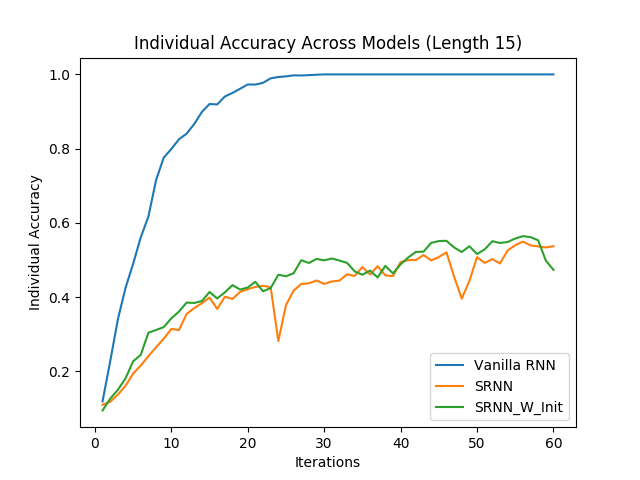 Individual Accuracy Across Models (Length 15)
Individual Accuracy
1.0
0.8
0.6
0.4
0.2
0 10 20 30 40 50 60
Iterations
Vanilla RNN
SRNN
SRNN_W_Init